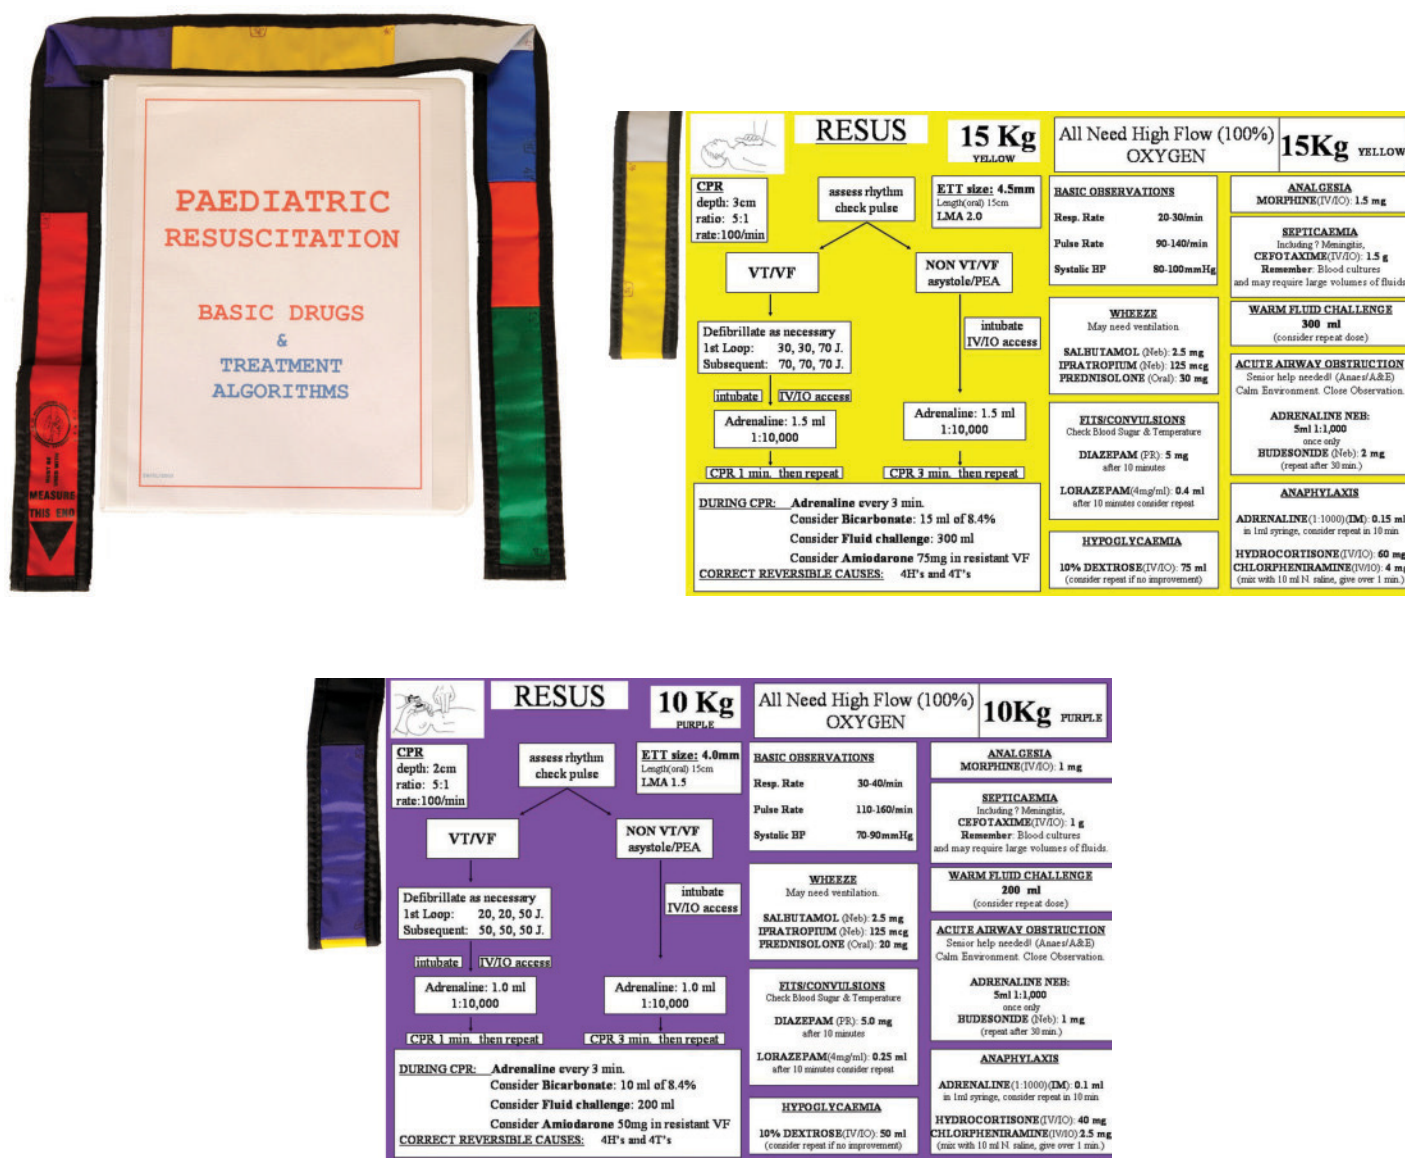 PAEDIATRIC
RESUSCITATION
BASIC DRUGS
&
TREATMENT
ALGORITHMS
MEASURE
THIS END
RESUS
15 Kg
YELLOW
All Need High Flow (100%)
OXYGEN
15Kg YELLOW
CPR
depth: 3cm
ratio: 5:1
rate:100/min
assess rhythm
check pulse
ETT size: 4.5mm
Length(oral) 15cm
LMA 2.0
VT/VF
NON VT/VF
asystole/PEA
Defibrillate as necessary
1st Loop: 30, 30, 70 J.
Subsequent: 70, 70, 70 J.
intubate
IV/IO access
intubate IV/IO access
Adrenaline: 1.5 ml
1:10,000
Adrenaline: 1.5 ml
1:10,000
CPR 1 min. then repeat
CPR 3 min. then repeat
DURING CPR: Adrenaline every 3 min.
Consider Bicarbonate: 15 ml of 8.4%
Consider Fluid challenge: 300 ml
Consider Amiodarone 75mg in resistant VF
CORRECT REVERSIBLE CAUSES: 4H's and 4T's
BASIC OBSERVATIONS
Resp. Rate 20-30/min
Pulse Rate 90-140/min
Systolic BP 80-100mmHg
WHEEZE
May need ventilation
SALBUTAMOL (Neb): 2.5 mg
IPRATROPIUM (Neb): 125 mcg
PREDNISOLONE (Oral): 30 mg
FITS/CONVULSIONS
Check Blood Sugar & Temperature
DIAZEPAM (PR): 5 mg
after 10 minutes
LORAZEPAM(4mg/ml): 0.4 ml
after 10 minutes consider repeat
HYPOGLYCAEMIA
10% DEXTROSE(IV/IO): 75 ml
(consider repeat if no improvement)
ANALGESIA
MORPHINE(IV/IO): 1.5 mg
SEPTICAEMIA
Including ? Meningitis,
CEFOTAXIME(IV/IO): 1.5 g
Remember: Blood cultures
and may require large volumes of fluids
WARM FLUID CHALLENGE
300 ml
(consider repeat dose)
ACUTE AIRWAY OBSTRUCTION
Senior help needed! (Anaes/A&E)
Calm Environment. Close Observation.
ADRENALINE NEB:
5ml 1:1,000
once only
BUDESONIDE (Neb): 2 mg
(repeat after 30 min.)
ANAPHYLAXIS
ADRENALINE(1:1000)(IM): 0.15 ml
in 1ml syringe, consider repeat in 10 min
HYDROCORTISONE(IV/IO): 60 mg
CHLORPHENIRAMINE(IV/IO): 4 mg
(mix with 10 ml N. saline, give over 1 min.)
RESUS
10 Kg
PURPLE
All Need High Flow (100%)
OXYGEN
10Kg PURPLE
CPR
depth: 2cm
ratio: 5:1
rate:100/min
assess rhythm
check pulse
ETT size: 4.0mm
Length(oral) 15cm
LMA 1.5
VT/VF
NON VT/VF
asystole/PEA
Defibrillate as necessary
1st Loop: 20, 20, 50 J.
Subsequent: 50, 50, 50 J.
intubate
IV/IO access
intubate
IV/IO access
Adrenaline: 1.0 ml
1:10,000
Adrenaline: 1.0 ml
1:10,000
CPR 1 min. then repeat
CPR 3 min. then repeat
DURING CPR: Adrenaline every 3 min.
Consider Bicarbonate: 10 ml of 8.4%
Consider Fluid challenge: 200 ml
Consider Amiodarone 50mg in resistant VF
CORRECT REVERSIBLE CAUSES: 4H's and 4T's
BASIC OBSERVATIONS
Resp. Rate 30-40/min
Pulse Rate 110-160/min
Systolic BP 70-90mmHg
WHEEZE
May need ventilation.
SALBUTAMOL (Neb): 2.5 mg
IPRATROPIUM (Neb): 125 mcg
PREDNISOLONE (Oral): 20 mg
FITS/CONVULSIONS
Check Blood Sugar & Temperature
DIAZEPAM (PR): 5.0 mg
after 10 minutes
LORAZEPAM(4mg/ml): 0.25 ml
after 10 minutes consider repeat
HYPOGLYCAEMIA
10% DEXTROSE(IV/IO): 50 ml
(consider repeat if no improvement)
ANALGESIA
MORPHINE(IV/IO): 1 mg
SEPTICAEMIA
Including ? Meningitis,
CEFOTAXIME(IV/IO): 1 g
Remember: Blood cultures
and may require large volumes of fluids.
WARM FLUID CHALLENGE
200 ml
(consider repeat dose)
ACUTE AIRWAY OBSTRUCTION
Senior help needed! (Anaes/A&E)
Calm Environment. Close Observation.
ADRENALINE NEB:
5ml 1:1,000
once only
BUDESONIDE (Neb): 1 mg
(repeat after 30 min.)
ANAPHYLAXIS
ADRENALINE(1:1000)(IM): 0.1 ml
in 1ml syringe, consider repeat in 10 min
HYDROCORTISONE(IV/IO): 40 mg
CHLORPHENIRAMINE(IV/IO) 2.5 mg
(mix with 10 ml N. saline, give over 1 min.)